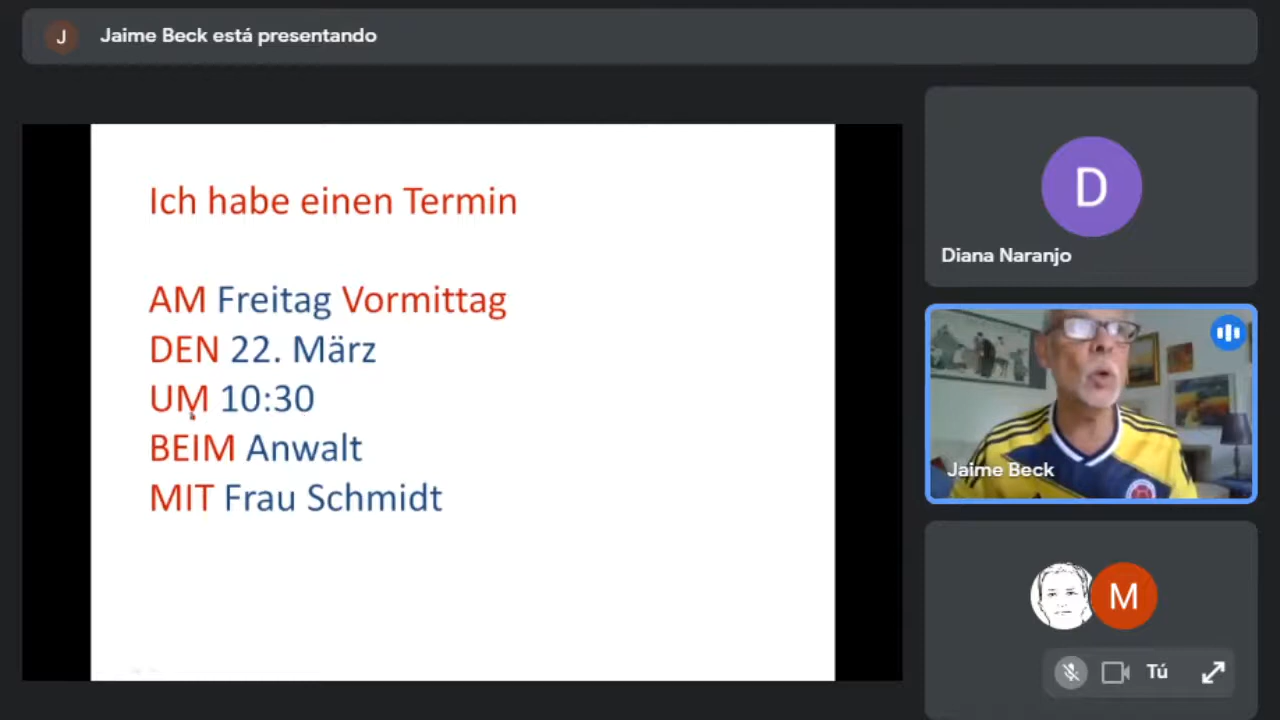 J Jaime Beck está presentando
Ich habe einen Termin
AM Freitag Vormittag
DEN 22. März
UM 10:30
BEIM Anwalt
MIT Frau Schmidt
D
Diana Naranjo
Jaime Beck
M
Tú